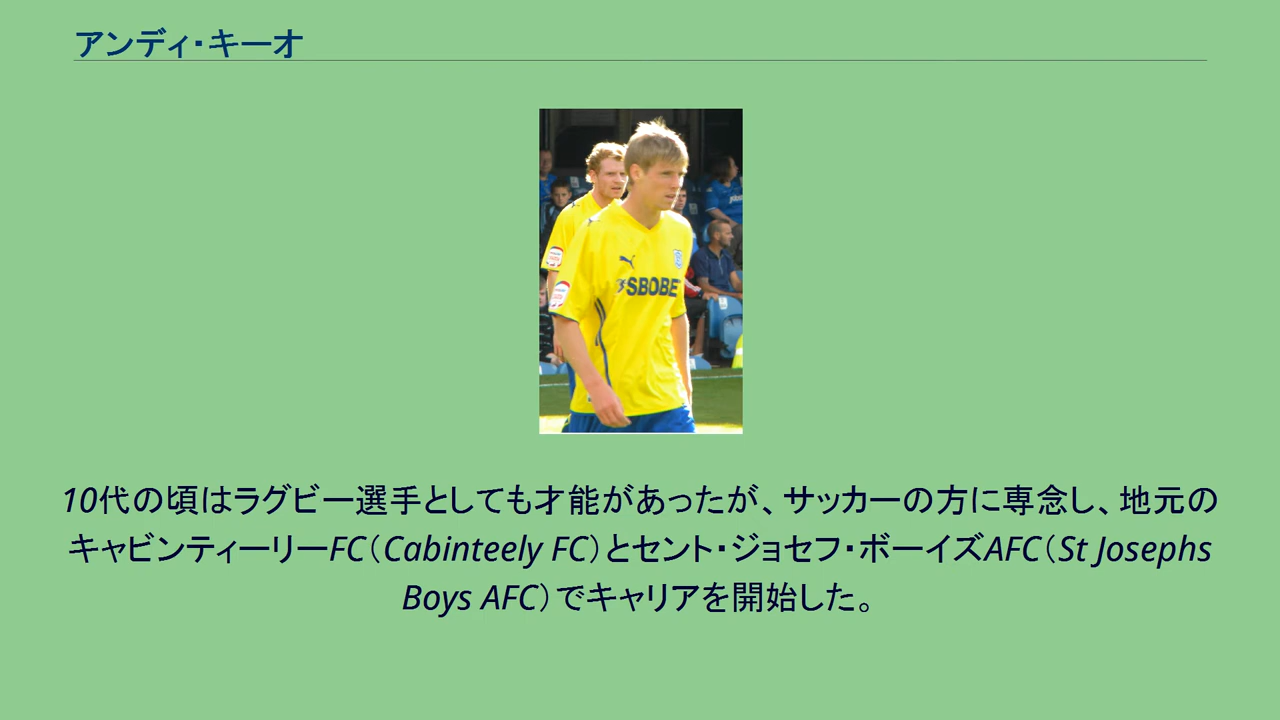 アンディ・キーオ
SBOBET
10代の頃はラグビー選手としても才能があったが、サッカーの方に専念し、地元の
キャビンティーリーFC（Cabinteely FC）とセント・ジョセフ・ボーイズAFC（St Josephs
Boys AFC）でキャリアを開始した。